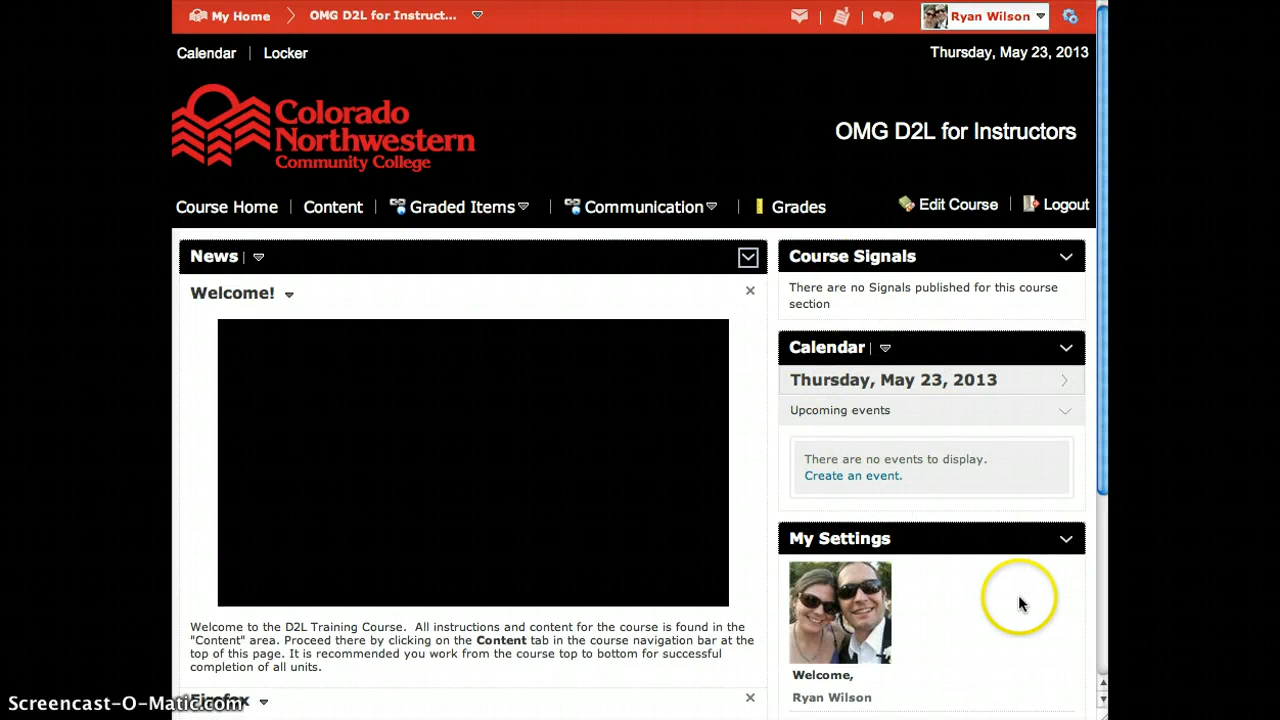 My Home
OMG D2L for Instruct...
Ryan Wilson
Calendar | Locker
Thursday, May 23, 2013
Colorado
Northwestern
Community College
OMG D2L for Instructors
Course Home | Content | Graded Items | Communication | Grades
Edit Course | Logout
News
Welcome!
Welcome to the D2L Training Course. All instructions and content for the course is found in the
"Content" area. Proceed there by clicking on the Content tab in the course navigation bar at the
top of this page. It is recommended you work from the course top to bottom for successful
completion of all units.
Firefox
Course Signals
There are no Signals published for this course
section
Calendar
Thursday, May 23, 2013
Upcoming events
There are no events to display.
Create an event.
My Settings
Welcome,
Ryan Wilson
Screencast-O-Matic.com